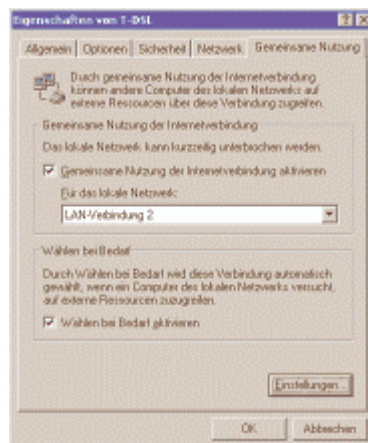 Eigenschaften von T-DSL
Allgemein Optionen Sicherheit Netzwerk Gemeinsame Nutzung
Durch gemeinsame Nutzung der Internetverbindung
können andere Computer des lokalen Netzwerks auf
externe Ressourcen über diese Verbindung zugreifen.
Gemeinsame Nutzung der Internetverbindung
Das lokale Netzwerk kann kurzzeitig unterbrochen werden.
Gemeinsame Nutzung der Internetverbindung aktivieren
Für das lokale Netzwerk:
LAN-Verbindung 2
Wählen bei Bedarf
Durch Wählen bei Bedarf wird diese Verbindung automatisch
gewählt, wenn ein Computer des lokalen Netzwerks versucht,
auf externe Ressourcen zuzugreifen.
Wählen bei Bedarf aktivieren
Einstellungen...
OK Abbrechen